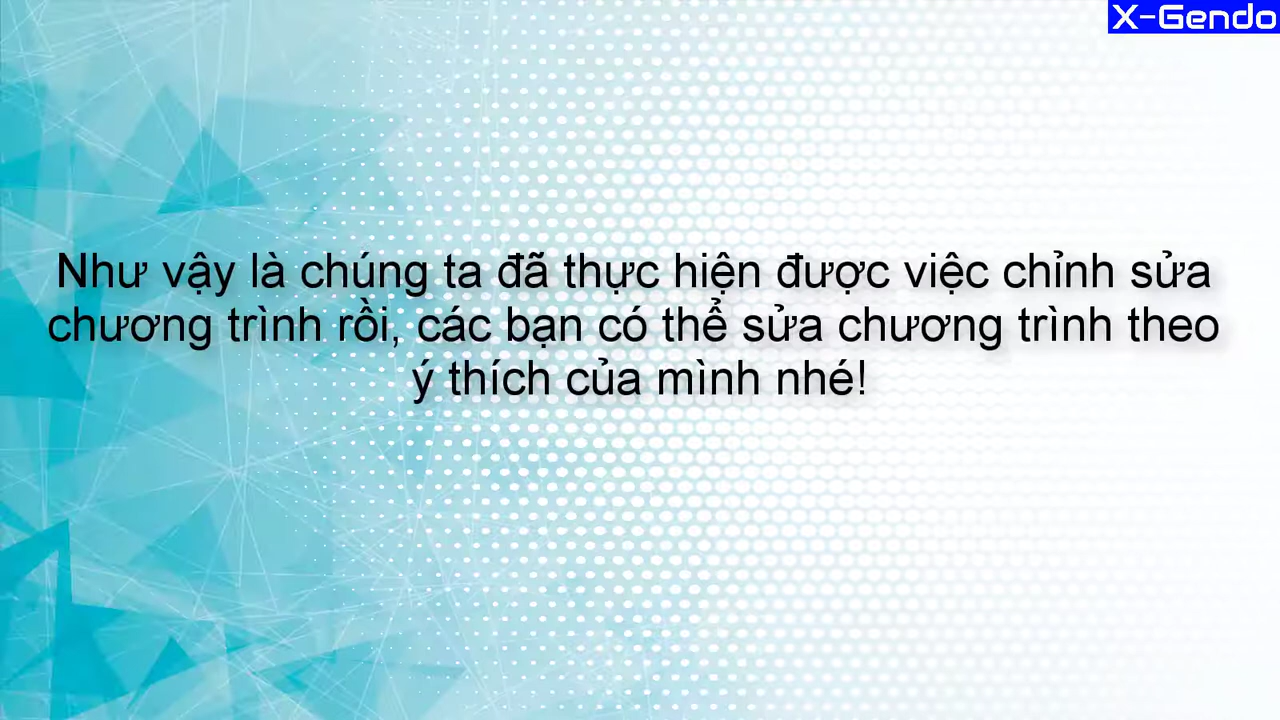 X-Gendo
Như vậy là chúng ta đã thực hiện được việc chỉnh sửa
chương trình rồi, các bạn có thể sửa chương trình theo
ý thích của mình nhé!